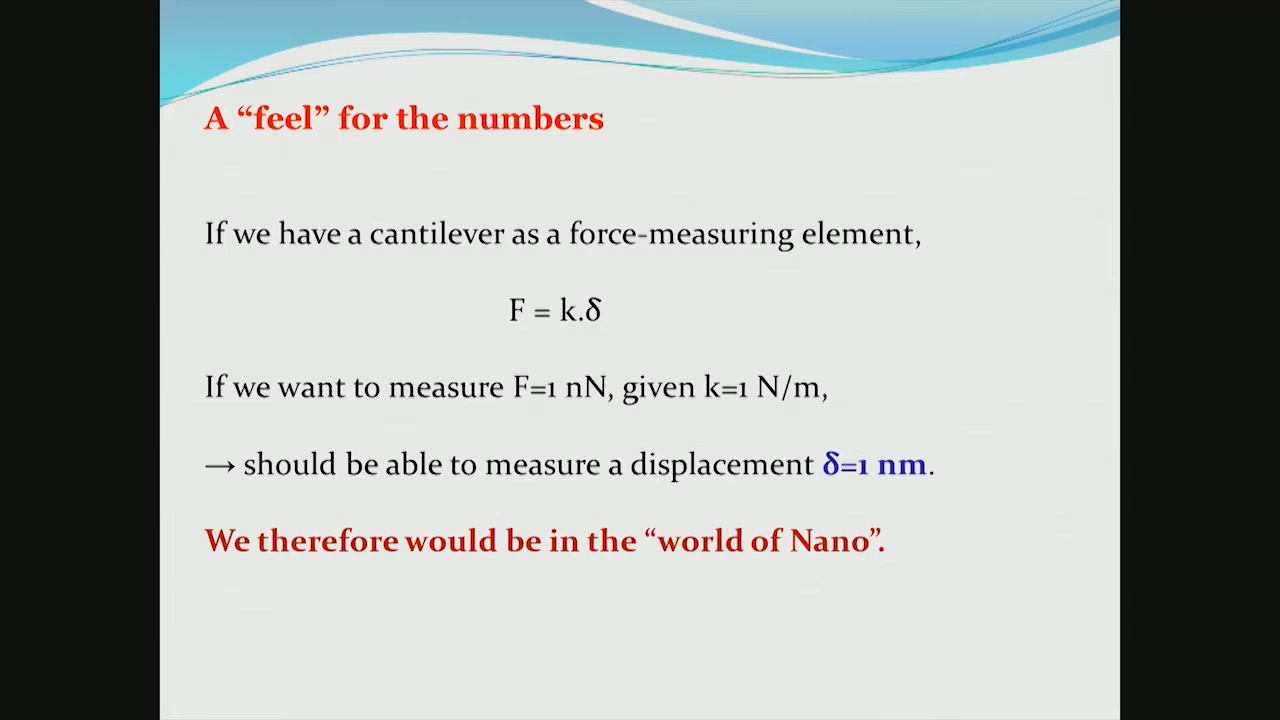 A “feel” for the numbers
If we have a cantilever as a force-measuring element,
F = k.δ
If we want to measure F=1 nN, given k=1 N/m,
→ should be able to measure a displacement δ=1 nm.
We therefore would be in the “world of Nano”.